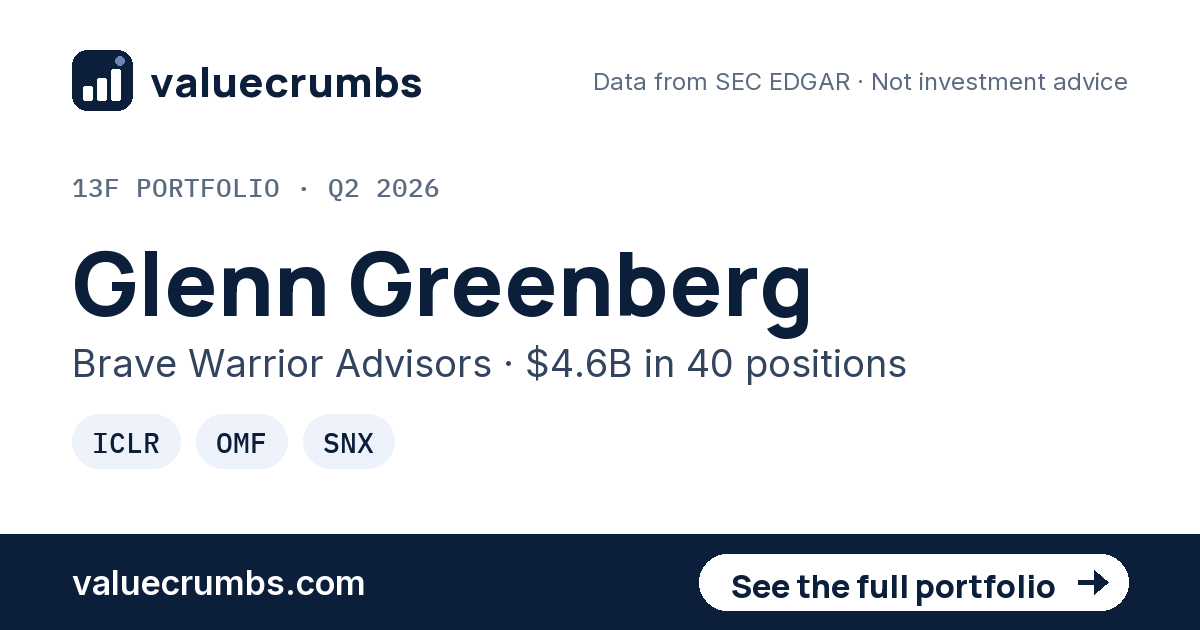 valuecrumbs
Data from SEC EDGAR · Not investment advice
13F PORTFOLIO · Q2 2026
Glenn Greenberg
Brave Warrior Advisors · $4.6B in 40 positions
ICLR OMF SNX
valuecrumbs.com
See the full portfolio →